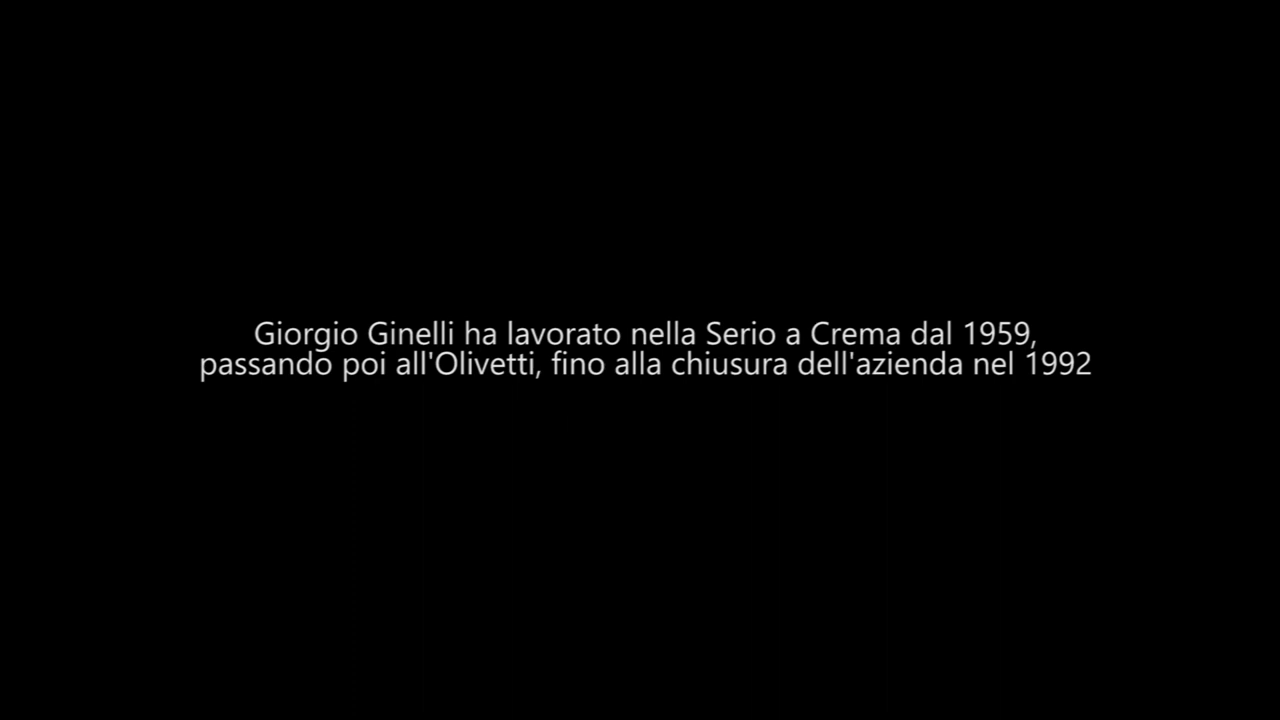 Giorgio Ginelli ha lavorato nella Serio a Crema dal 1959,
passando poi all'Olivetti, fino alla chiusura dell'azienda nel 1992